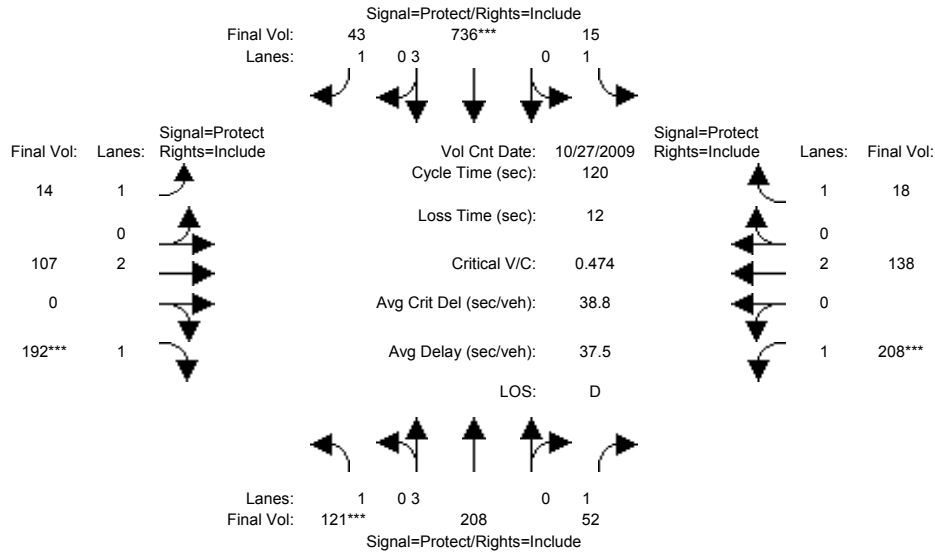 Signal=Protect/Rights=Include
Final Vol: 43 736*** 15
Lanes: 1 0 3 0 1
Signal=Protect Signal=Protect
Final Vol: Lanes: Rights=Include Vol Cnt Date: 10/27/2009 Rights=Include Lanes: Final Vol:
Cycle Time (sec): 120
14 1 1 18
Loss Time (sec): 12
0 0
107 2 Critical V/C: 0.474 2 138
0 Avg Crit Del (sec/veh): 38.8 0
192*** 1 Avg Delay (sec/veh): 37.5 1 208***
LOS: D
Lanes: 1 0 3 0 1
Final Vol: 121*** 208 52
Signal=Protect/Rights=Include